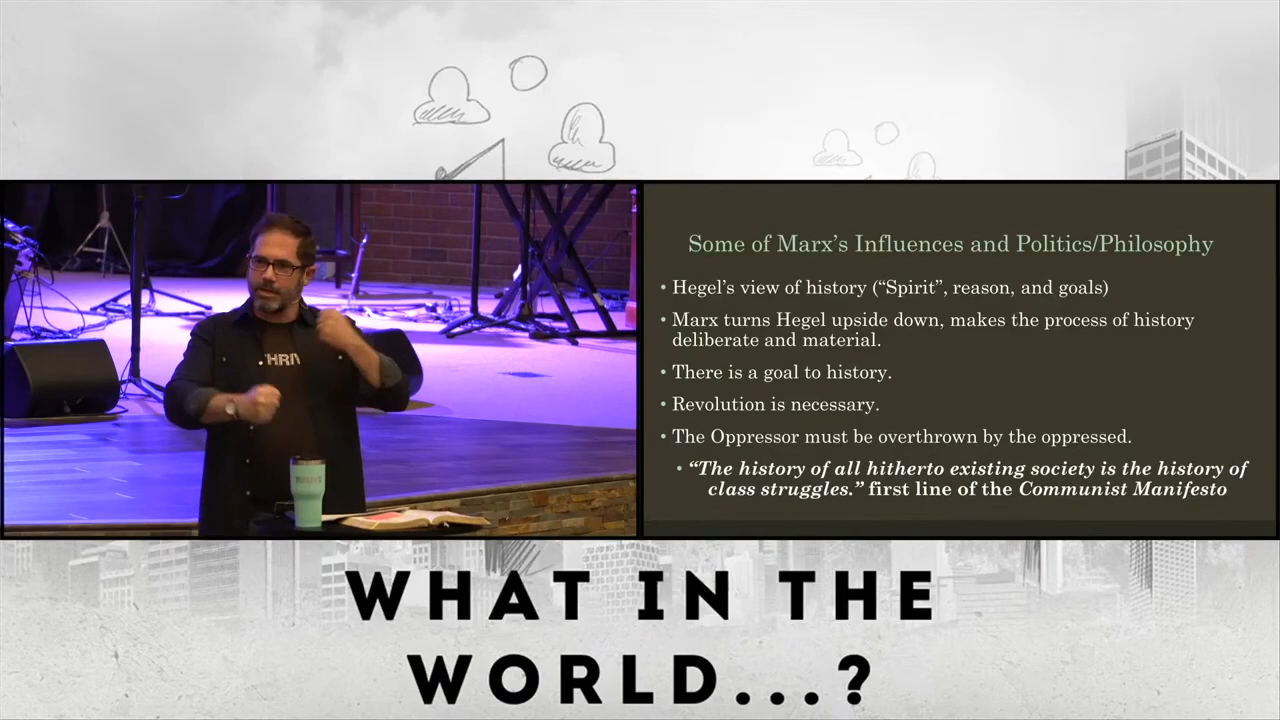 Some of Marx's Influences and Politics/Philosophy
• Hegel's view of history (“Spirit”, reason, and goals)
• Marx turns Hegel upside down, makes the process of history
deliberate and material.
• There is a goal to history.
• Revolution is necessary.
• The Oppressor must be overthrown by the oppressed.
• “The history of all hitherto existing society is the history of
class struggles.” first line of the Communist Manifesto
WHAT IN THE
WORLD...?